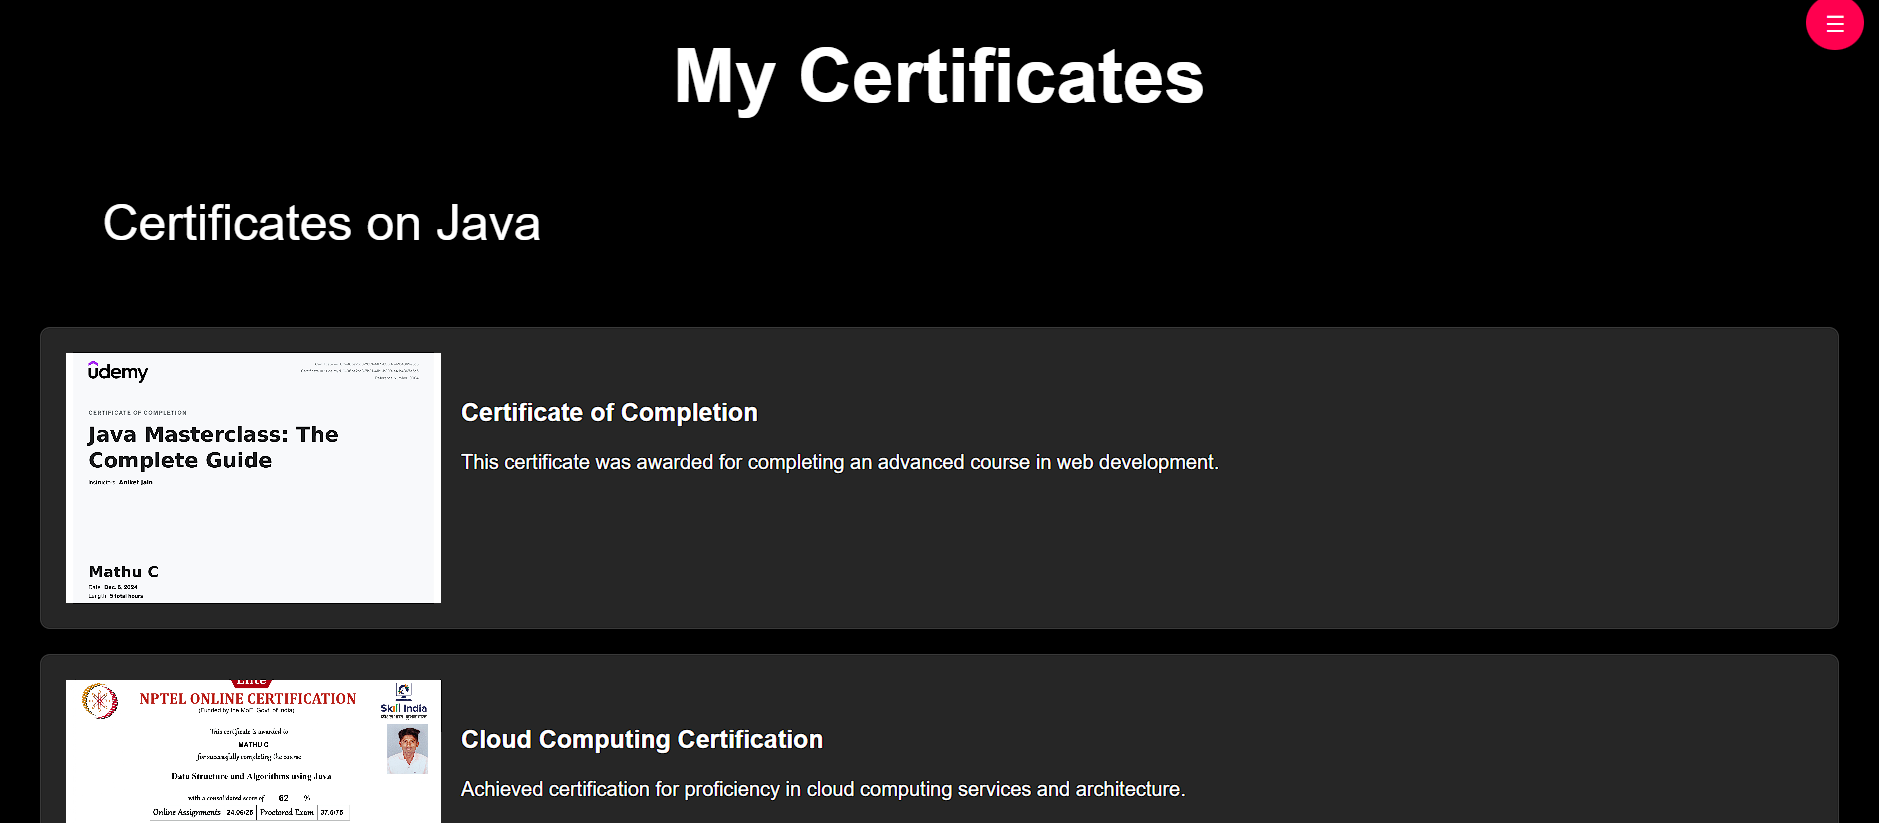 ☰
My Certificates
Certificates on Java
udemy
CERTIFICATE OF COMPLETION
Java Masterclass: The
Complete Guide
Instructors Aniket Jain
Mathu C
Date Dec. 5, 2024
Length 5 total hours
Certificate of Completion
This certificate was awarded for completing an advanced course in web development.
Elite
NPTEL ONLINE CERTIFICATION
(Funded by the MoE, Govt. of India)
Skill India
This certificate is awarded to
MATHU C
for successfully completing the course
Data Structure and Algorithms using Java
with a consolidated score of 62 %
Online Assignments 24.06/25 Proctored Exam 37.5/75
Cloud Computing Certification
Achieved certification for proficiency in cloud computing services and architecture.